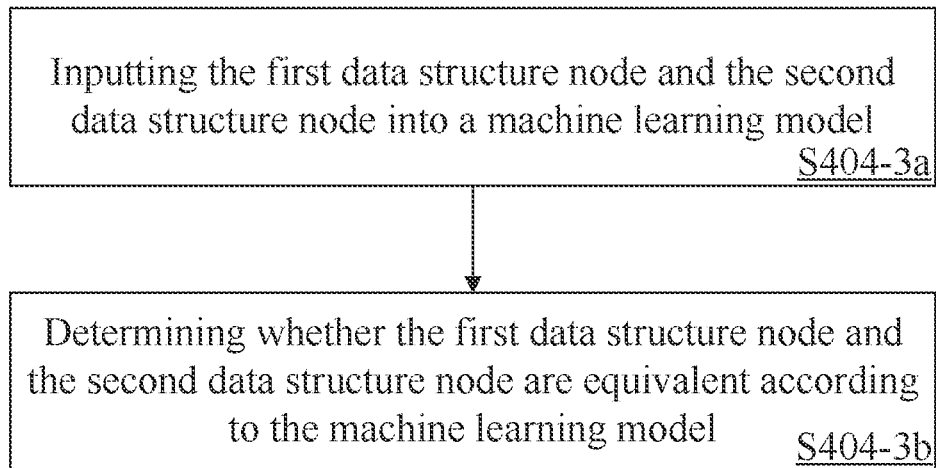 Inputting the first data structure node and the second
data structure node into a machine learning model
S404-3a
Determining whether the first data structure node and
the second data structure node are equivalent according
to the machine learning model
S404-3b